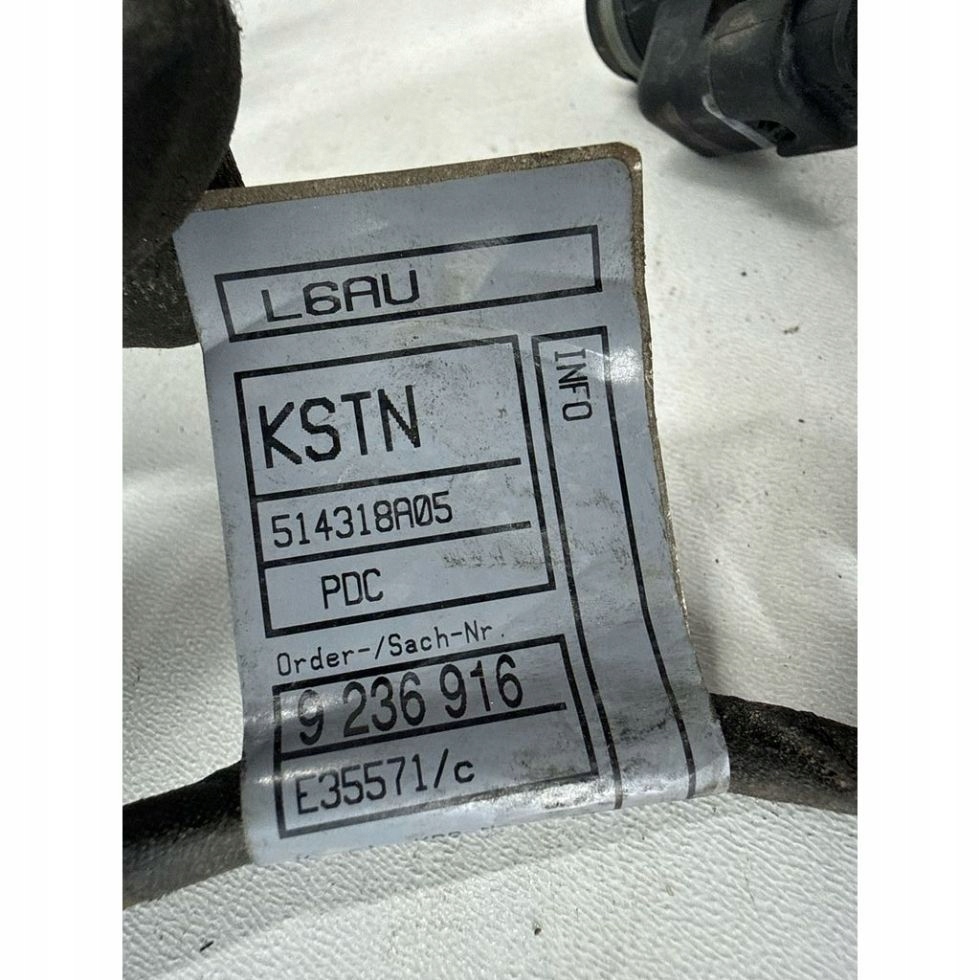 L6AU
KSTN
INFO
514318A05
PDC
Order-/Sach-Nr.
9 236 916
E35571/c